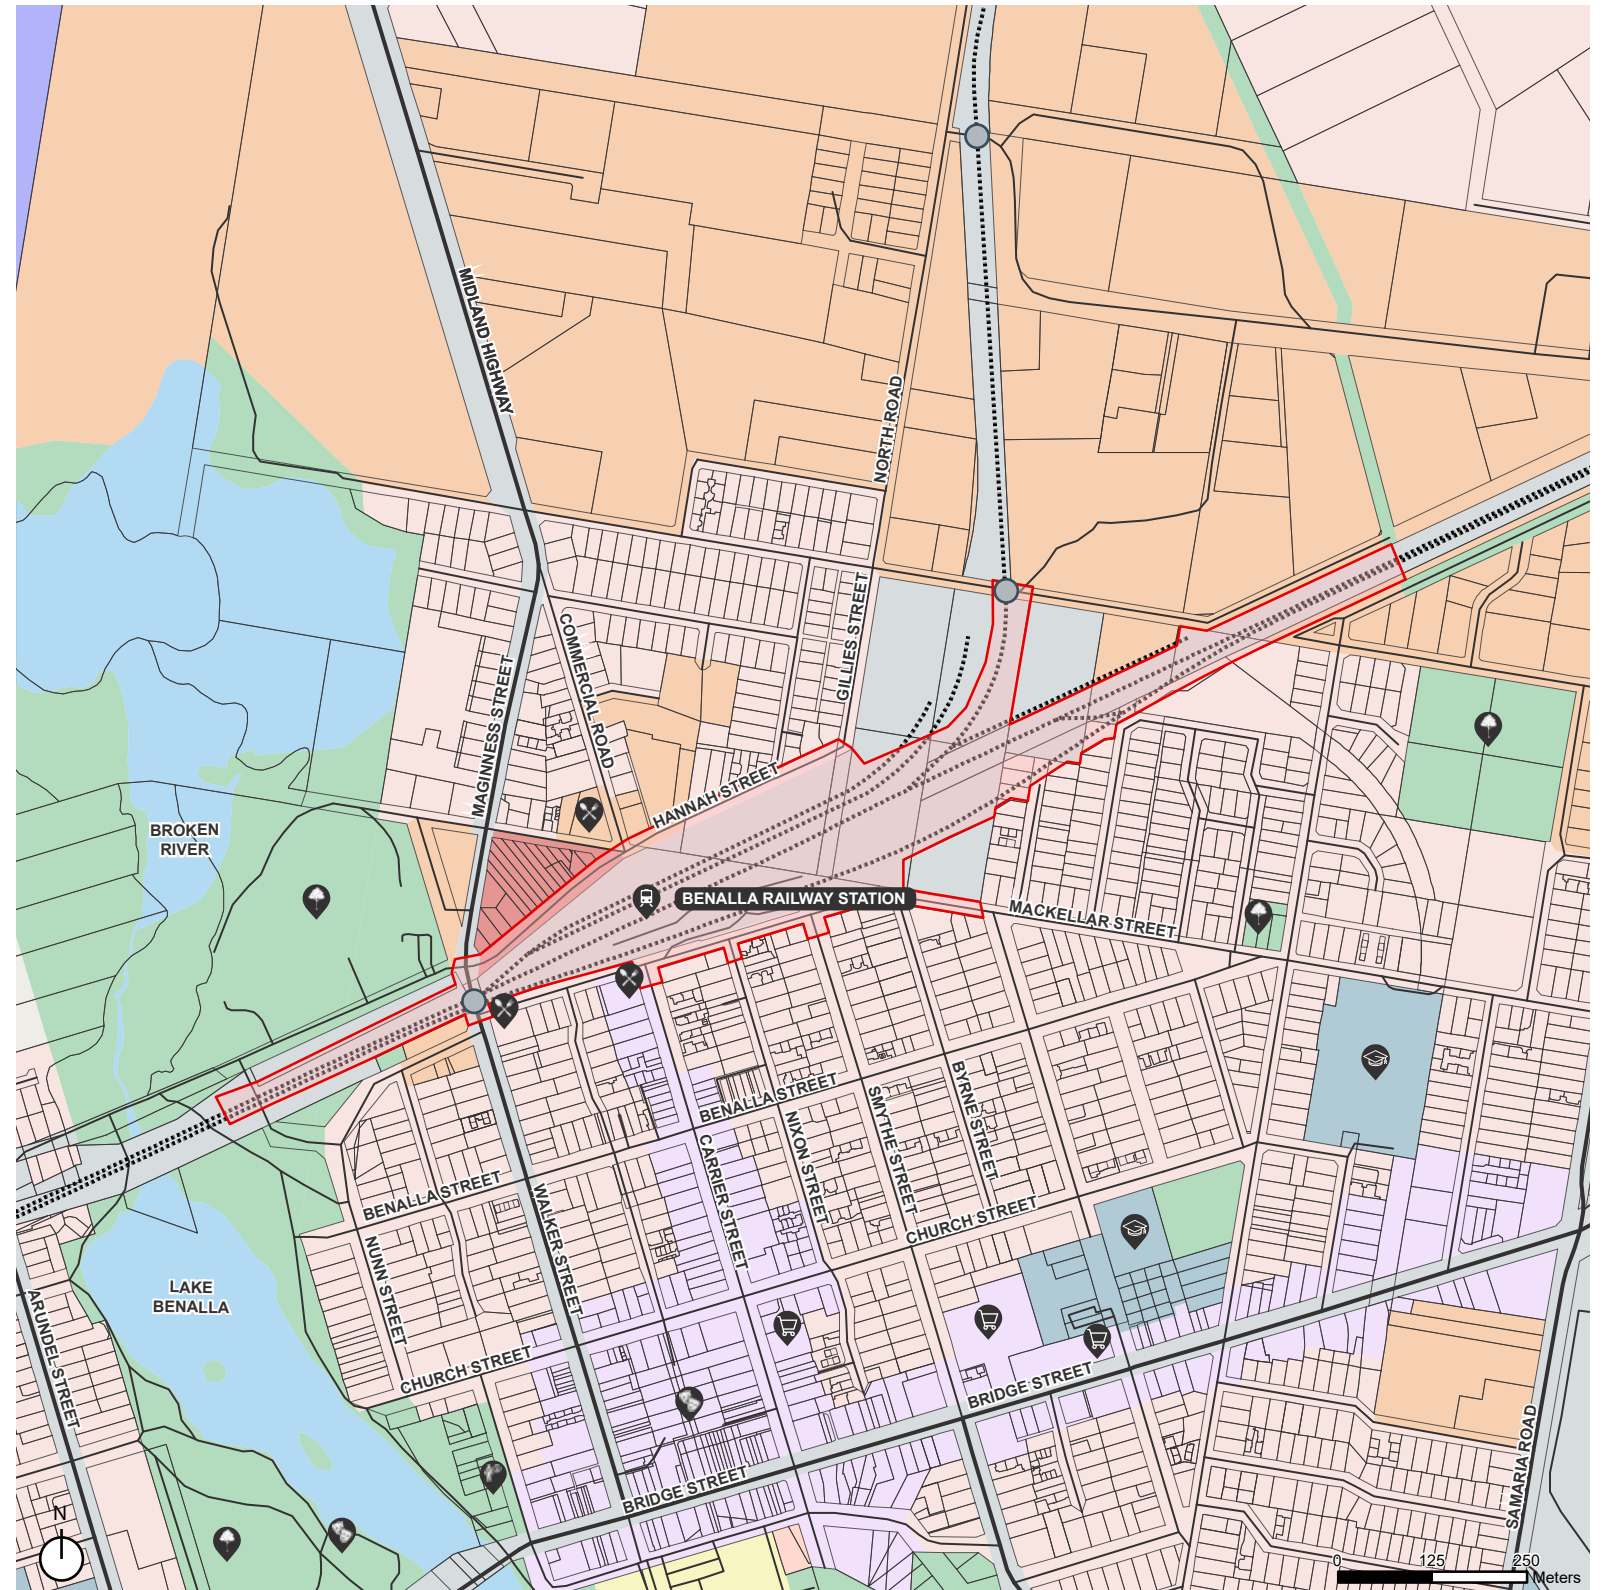 MIDLAND HIGHWAY
NORTH ROAD
GILLIES STREET
COMMERCIAL ROAD
MAGINNESS STREET
HANNAH STREET
BROKEN
RIVER
BENALLA RAILWAY STATION
MACKELLAR STREET
BENALLA STREET
BYRNE STREET
SMYTHE STREET
NIXON STREET
CARRIER STREET
BENALLA STREET
WALKER STREET
CHURCH STREET
NUNN STREET
LAKE
BENALLA
ARUNDEL STREET
CHURCH STREET
BRIDGE STREET
BRIDGE STREET
SAMARIA ROAD
N
0 125 250
Meters